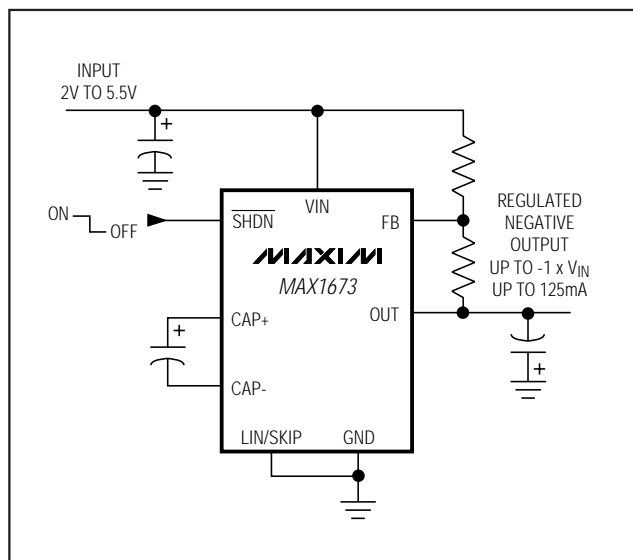 INPUT
2V TO 5.5V
+
ON
OFF
SHDN
VIN
FB
REGULATED
NEGATIVE
OUTPUT
UP TO -1 x VIN
UP TO 125mA
MAXIM
MAX1673
CAP+
OUT
+
CAP-
+
LIN/SKIP
GND